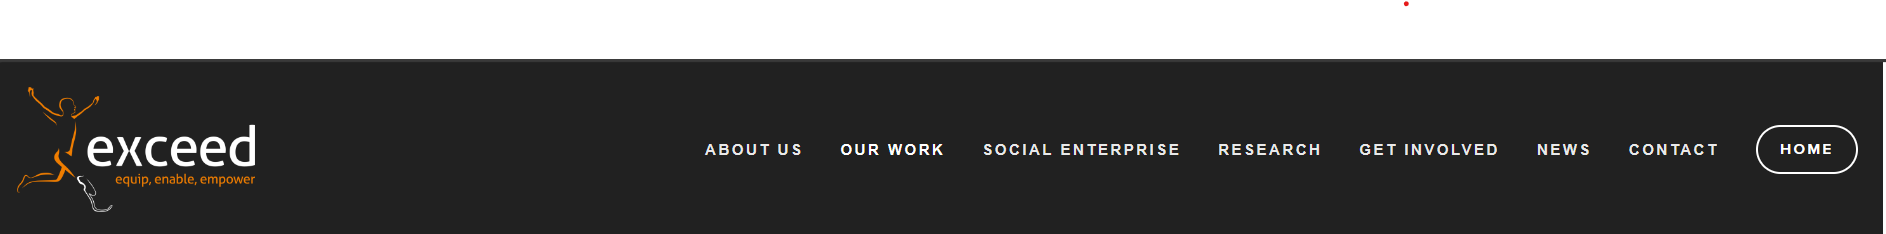 exceed
equip, enable, empower
ABOUT US OUR WORK SOCIAL ENTERPRISE RESEARCH GET INVOLVED NEWS CONTACT HOME